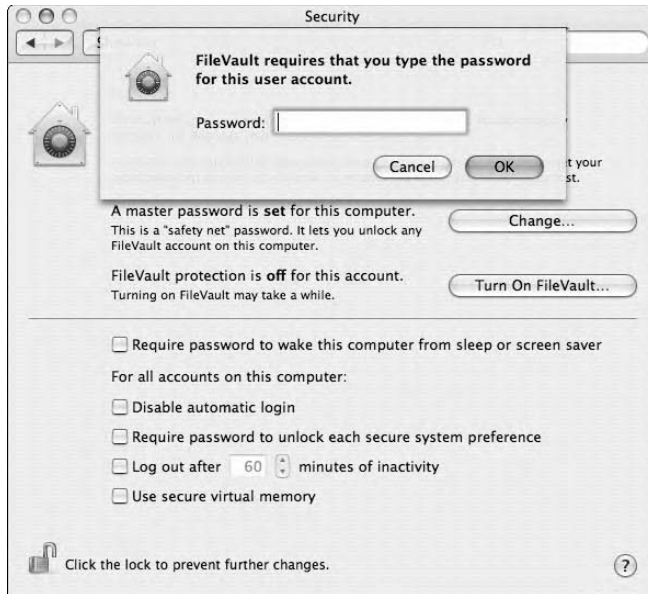 Security
FileVault requires that you type the password
for this user account.
Password:
Cancel
OK
t your
st.
A master password is set for this computer.
This is a "safety net" password. It lets you unlock any
FileVault account on this computer.
Change...
FileVault protection is off for this account.
Turning on FileVault may take a while.
Turn On FileVault...
Require password to wake this computer from sleep or screen saver
For all accounts on this computer:
Disable automatic login
Require password to unlock each secure system preference
Log out after 60 minutes of inactivity
Use secure virtual memory
Click the lock to prevent further changes.
?